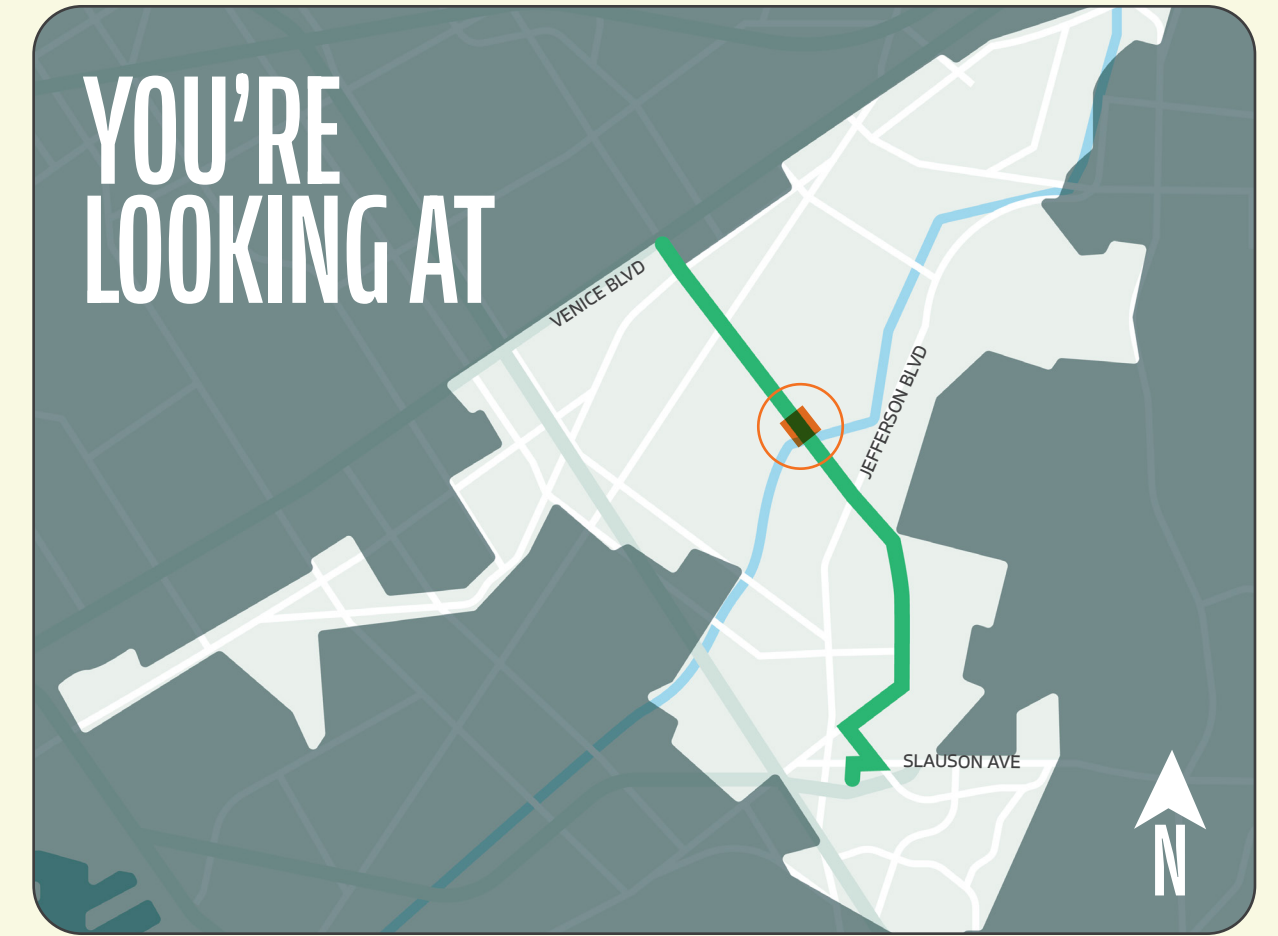 YOU'RE
LOOKING AT
VENICE BLVD
JEFFERSON BLVD
SLAUSON AVE
N